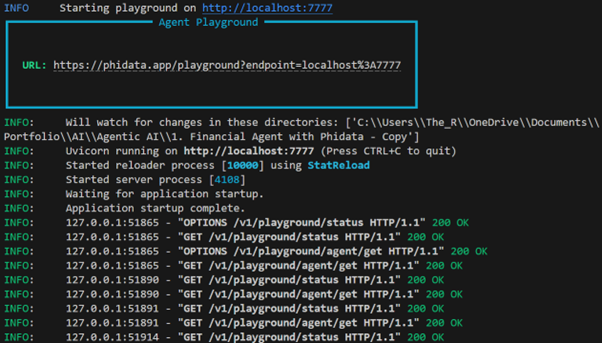 INFO     Starting playground on http://localhost:7777
Agent Playground
URL: https://phidata.app/playground?endpoint=localhost%3A7777
INFO:     Will watch for changes in these directories: ['C:\\Users\\The_R\\OneDrive\\Documents\\
Portfolio\\AI\\Agentic AI\\1. Financial Agent with Phidata - Copy']
INFO:     Uvicorn running on http://localhost:7777 (Press CTRL+C to quit)
INFO:     Started reloader process [10000] using StatReload
INFO:     Started server process [4108]
INFO:     Waiting for application startup.
INFO:     Application startup complete.
INFO:     127.0.0.1:51865 - "OPTIONS /v1/playground/status HTTP/1.1" 200 OK
INFO:     127.0.0.1:51865 - "GET /v1/playground/status HTTP/1.1" 200 OK
INFO:     127.0.0.1:51865 - "OPTIONS /v1/playground/agent/get HTTP/1.1" 200 OK
INFO:     127.0.0.1:51865 - "GET /v1/playground/agent/get HTTP/1.1" 200 OK
INFO:     127.0.0.1:51890 - "GET /v1/playground/status HTTP/1.1" 200 OK
INFO:     127.0.0.1:51890 - "GET /v1/playground/agent/get HTTP/1.1" 200 OK
INFO:     127.0.0.1:51891 - "GET /v1/playground/status HTTP/1.1" 200 OK
INFO:     127.0.0.1:51891 - "GET /v1/playground/agent/get HTTP/1.1" 200 OK
INFO:     127.0.0.1:51914 - "GET /v1/playground/status HTTP/1.1" 200 OK